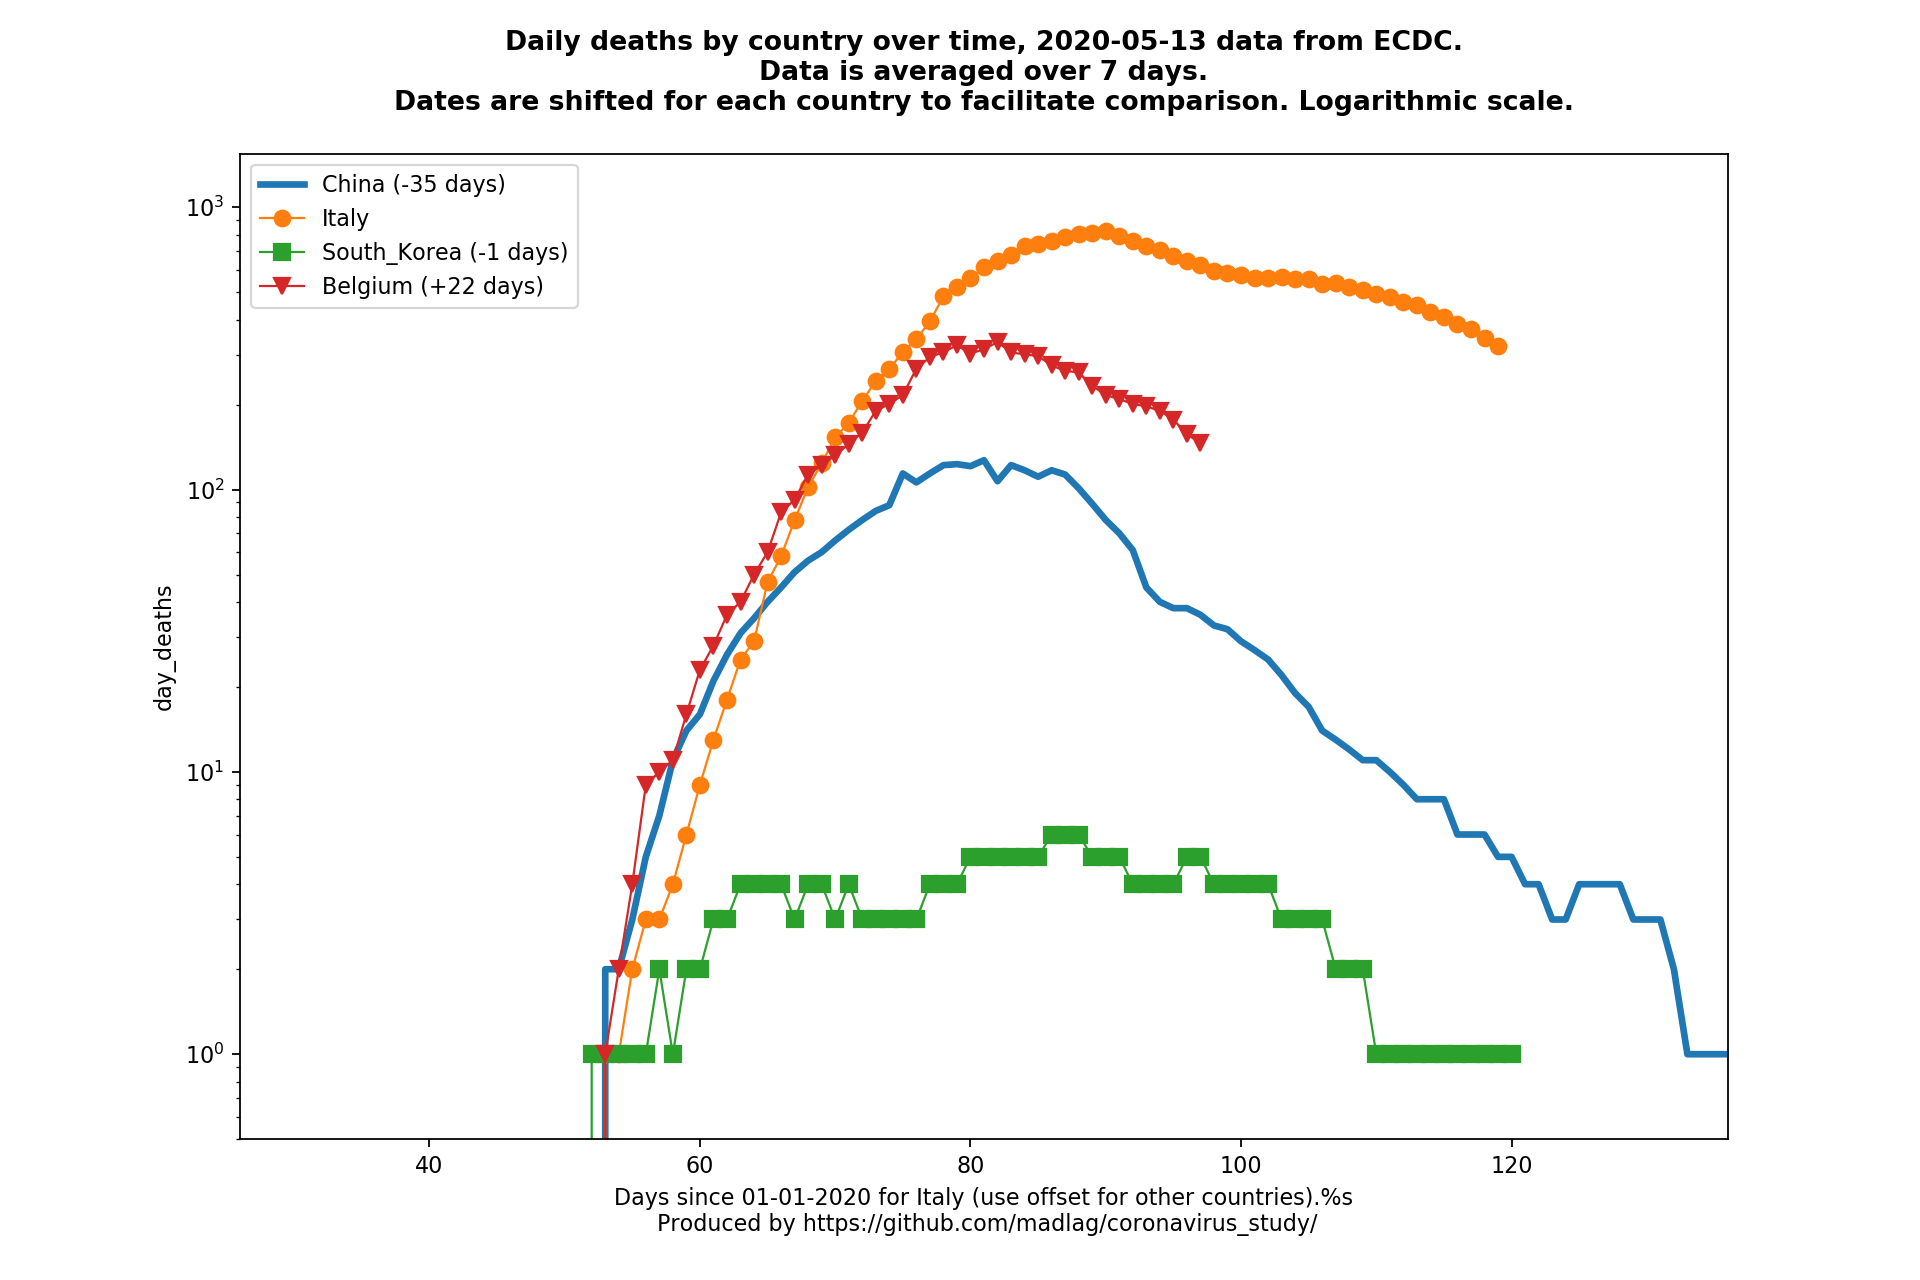 Daily deaths by country over time, 2020-05-13 data from ECDC.
Data is averaged over 7 days.
Dates are shifted for each country to facilitate comparison. Logarithmic scale.
China (-35 days)
Italy
South_Korea (-1 days)
Belgium (+22 days)
10³
10²
10¹
10⁰
day_deaths
40 60 80 100 120
Days since 01-01-2020 for Italy (use offset for other countries).%s
Produced by https://github.com/madlag/coronavirus_study/